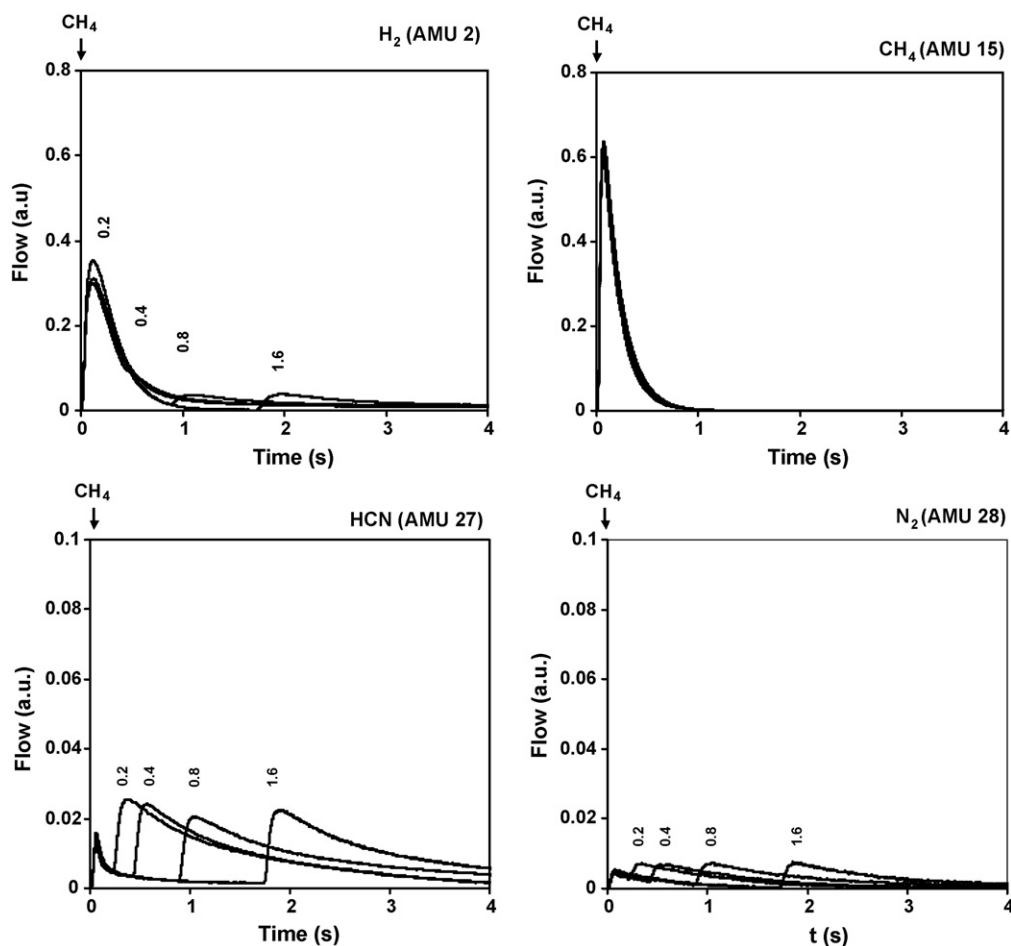 CH4
H2 (AMU 2)
0.8
0.6
0.4
0.2
0
Flow (a.u)
0.2
0.4
0.8
1.6
0 1 2 3 4
Time (s)
CH4
CH4 (AMU 15)
0.8
0.6
0.4
0.2
0
Flow (a.u.)
0 1 2 3 4
Time (s)
CH4
HCN (AMU 27)
0.1
0.08
0.06
0.04
0.02
0
Flow (a.u.)
0.2
0.4
0.8
1.6
0 1 2 3 4
Time (s)
CH4
N2 (AMU 28)
0.1
0.08
0.06
0.04
0.02
0
Flow (a.u.)
0.2
0.4
0.8
1.6
0 1 2 3 4
t (s)